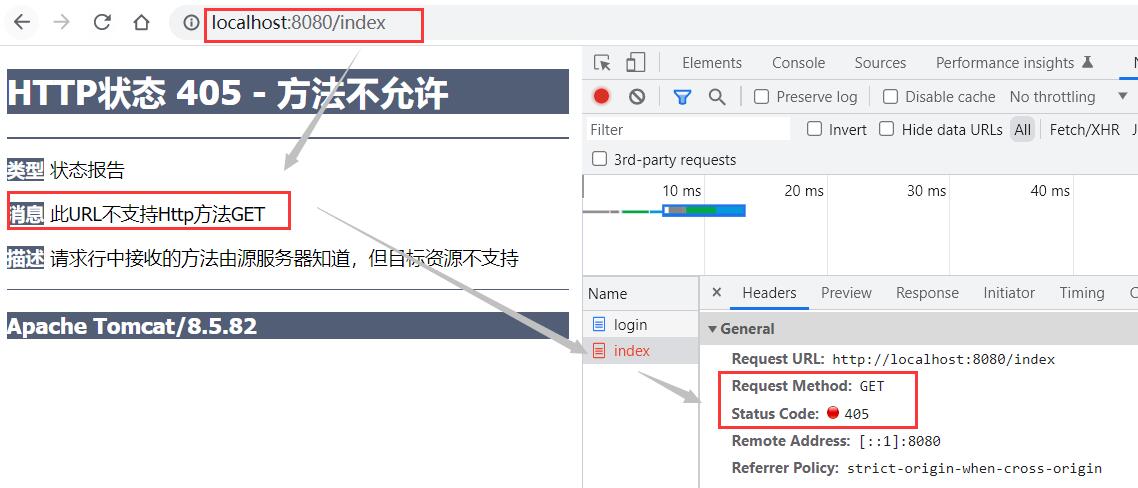 localhost:8080/index
HTTP状态 405 - 方法不允许
类型 状态报告
消息 此URL不支持Http方法GET
描述 请求行中接收的方法由源服务器知道，但目标资源不支持
Apache Tomcat/8.5.82
Elements Console Sources Performance insights N
Preserve log Disable cache No throttling
Filter Invert Hide data URLs All Fetch/XHR J
3rd-party requests
10 ms 20 ms 30 ms 40 ms
Name × Headers Preview Response Initiator Timing C
login
index
General
Request URL: http://localhost:8080/index
Request Method: GET
Status Code: 405
Remote Address: [::1]:8080
Referrer Policy: strict-origin-when-cross-origin